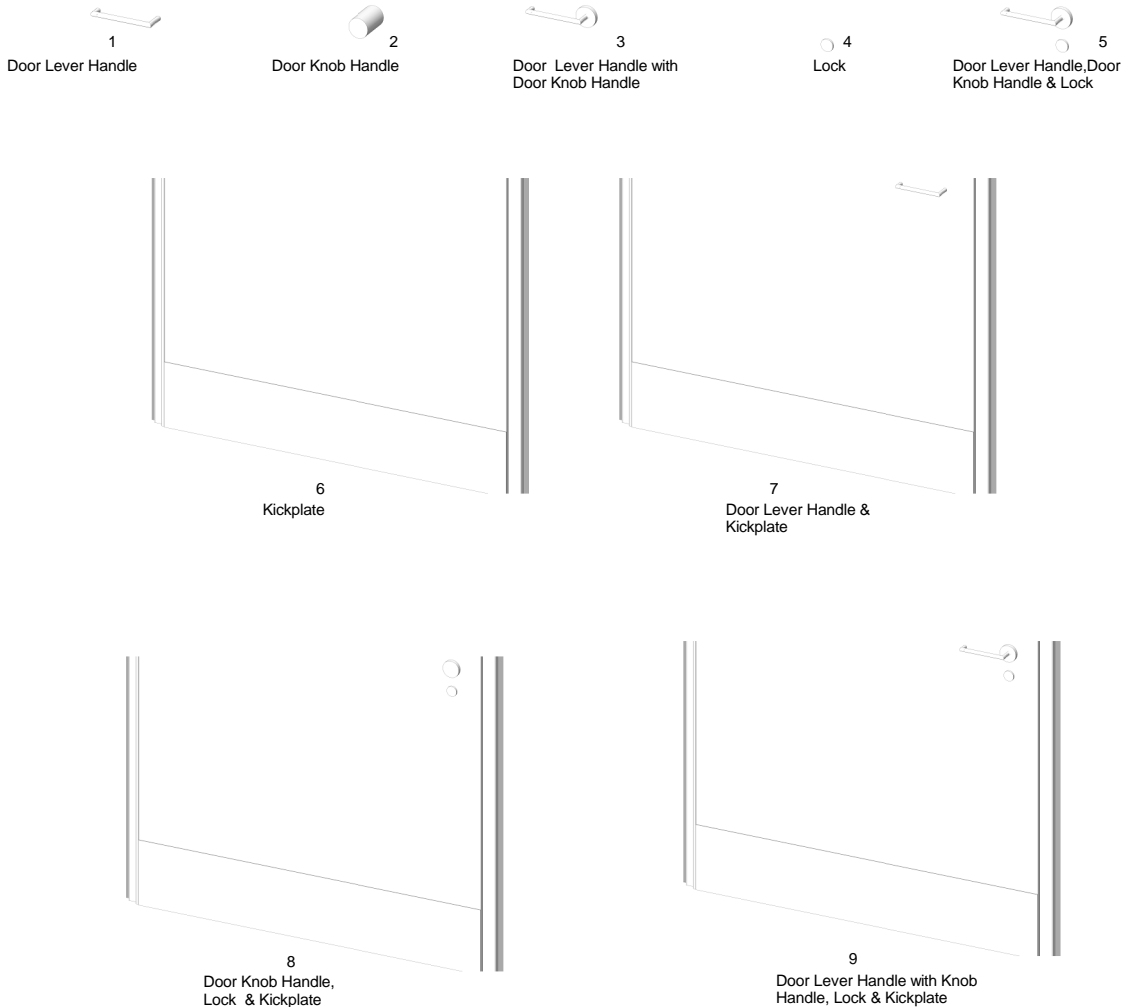 1
Door Lever Handle
2
Door Knob Handle
3
Door Lever Handle with
Door Knob Handle
4
Lock
5
Door Lever Handle,Door
Knob Handle & Lock
6
Kickplate
7
Door Lever Handle &
Kickplate
8
Door Knob Handle,
Lock & Kickplate
9
Door Lever Handle with Knob
Handle, Lock & Kickplate